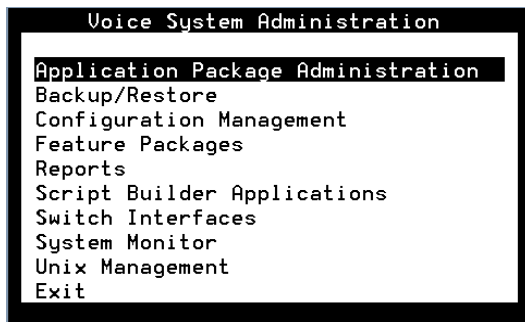 Voice System Administration
Application Package Administration
Backup/Restore
Configuration Management
Feature Packages
Reports
Script Builder Applications
Switch Interfaces
System Monitor
Unix Management
Exit